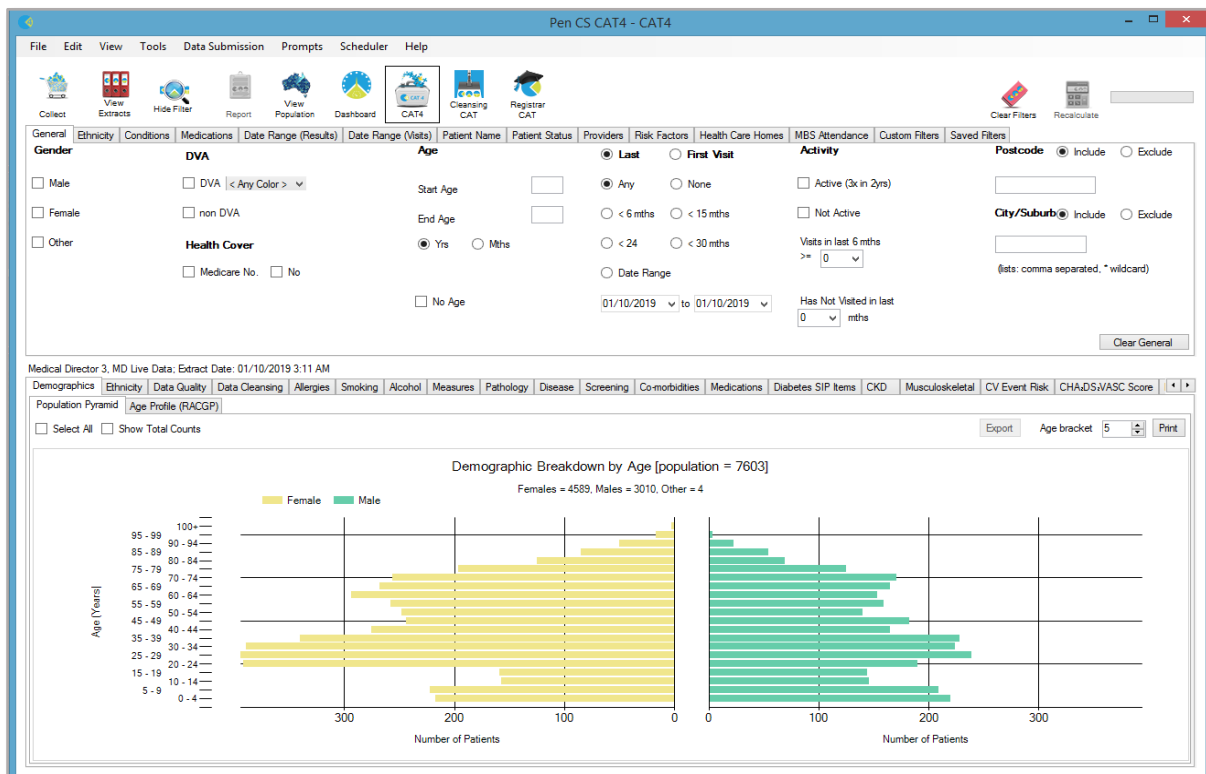 Pen CS CAT4 - CAT4
File Edit View Tools Data Submission Prompts Scheduler Help
Collect View Extracts Hide Filter Report View Population Dashboard CAT4 Cleansing CAT Registrar CAT Clear Filters Recalculate
General Ethnicity Conditions Medications Date Range (Results) Date Range (Visits) Patient Name Patient Status Providers Risk Factors Health Care Homes MBS Attendance Custom Filters Saved Filters
Gender DVA Age Last First Visit Activity Postcode Include Exclude
Male DVA < Any Color > Start Age Any None Active (3x in 2yrs)
Female non DVA End Age < 6 mths < 15 mths Not Active City/Suburb Include Exclude
Other Health Cover Yrs Mths < 24 < 30 mths Visits in last 6 mths
>= 0
Medicare No. No Date Range (lists: comma separated, * wildcard)
No Age 01/10/2019 to 01/10/2019 Has Not Visited in last
0 mths
Clear General
Medical Director 3, MD Live Data; Extract Date: 01/10/2019 3:11 AM
Demographics Ethnicity Data Quality Data Cleansing Allergies Smoking Alcohol Measures Pathology Disease Screening Co-morbidities Medications Diabetes SIP Items CKD Musculoskeletal CV Event Risk CHA₂DS₂VASC Score
Population Pyramid Age Profile (RACGP)
Select All Show Total Counts Export Age bracket 5 Print
Demographic Breakdown by Age [population = 7603]
Females = 4589, Males = 3010, Other = 4
Female Male
100+
95 - 99
90 - 94
85 - 89
80 - 84
75 - 79
70 - 74
65 - 69
60 - 64
55 - 59
50 - 54
45 - 49
40 - 44
35 - 39
30 - 34
25 - 29
20 - 24
15 - 19
10 - 14
5 - 9
0 - 4
Age [Years]
300 200 100 0 0 100 200 300
Number of Patients Number of Patients